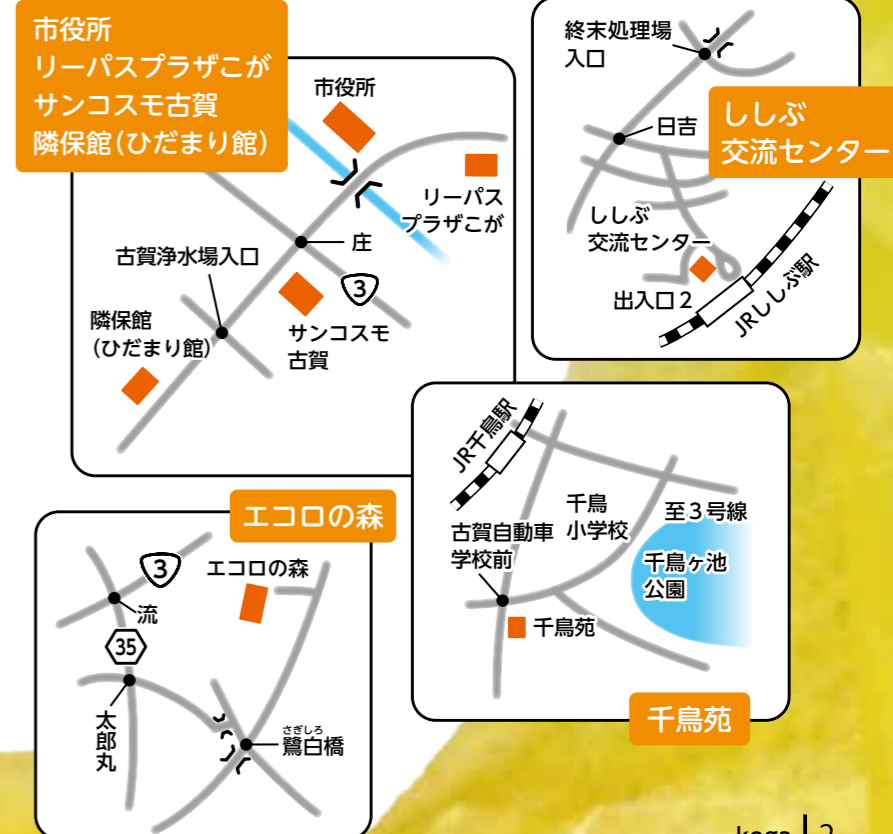 市役所
リーパスプラザこが
サンコスモ古賀
隣保館(ひだまり館)
市役所
リーパス
プラザこが
庄
古賀浄水場入口
3
サンコスモ
古賀
隣保館
(ひだまり館)
ししぶ
交流センター
終末処理場
入口
日吉
ししぶ
交流センター
出入口2
JRししぶ駅
エコロの森
3
エコロの森
流
35
太郎丸
さぎしろ
鷺白橋
JR千鳥駅
千鳥
小学校
至3号線
古賀自動車
学校前
千鳥ヶ池
公園
千鳥苑
千鳥苑